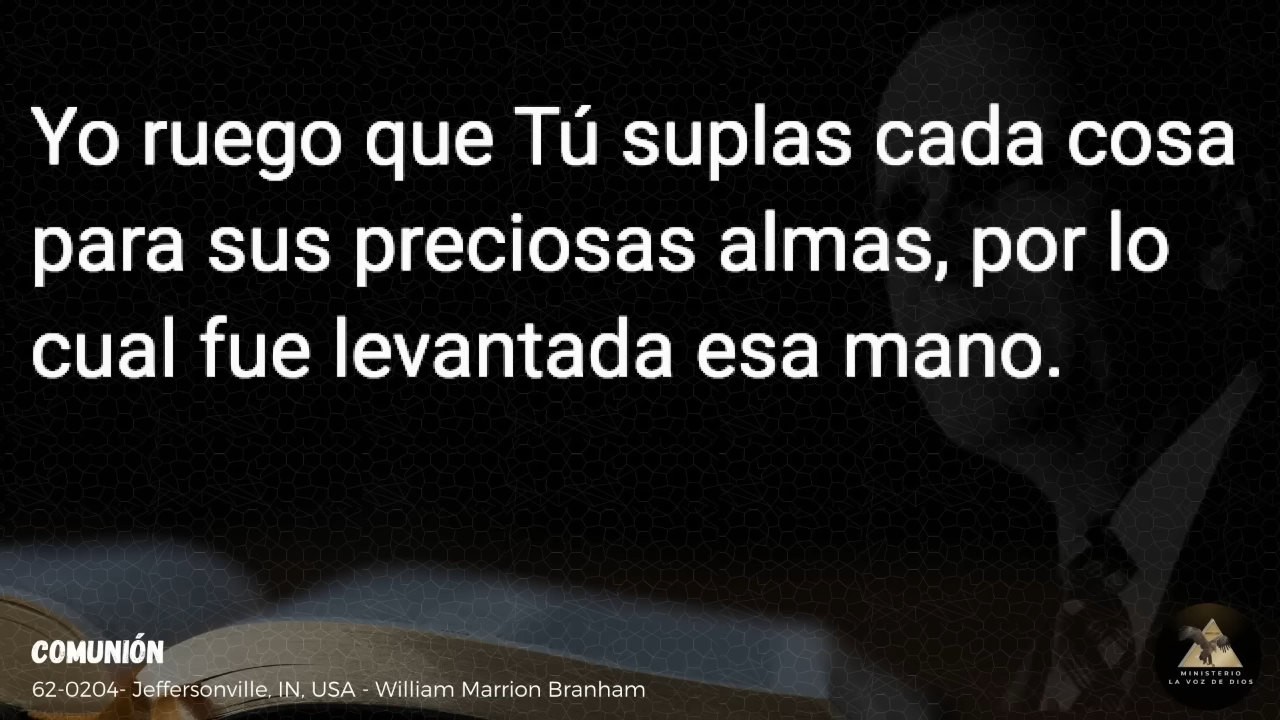 Yo ruego que Tú suplas cada cosa
para sus preciosas almas, por lo
cual fue levantada esa mano.
COMUNIÓN
62-0204- Jeffersonville, IN, USA - William Marrion Branham
MINISTERIO
LA VOZ DE DIOS